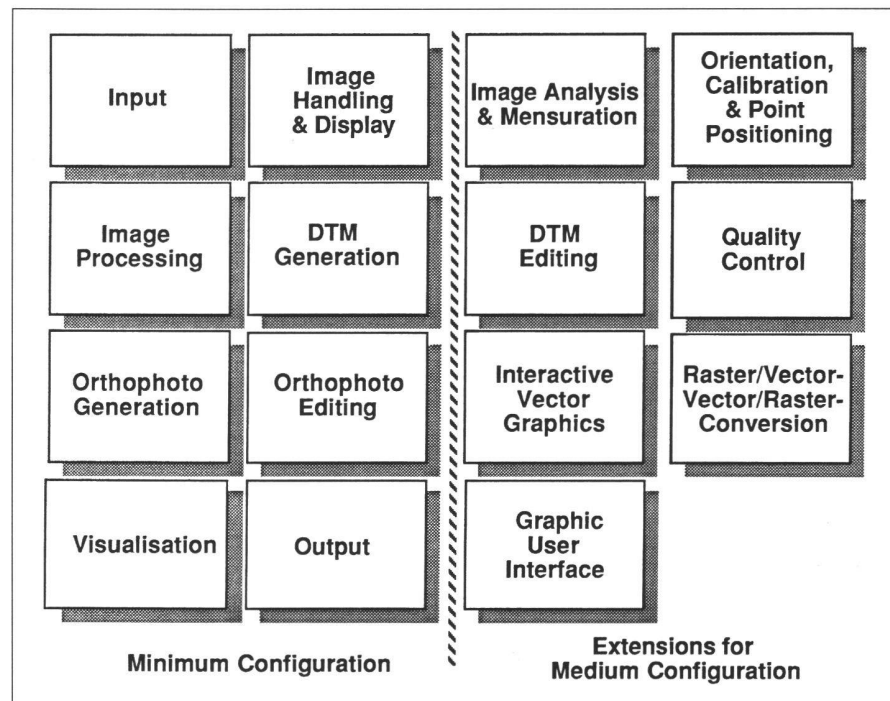 Input
Image
Handling
& Display
Image Analysis
& Mensuration
Orientation,
Calibration
& Point
Positioning
Image
Processing
DTM
Generation
DTM
Editing
Quality
Control
Orthophoto
Generation
Orthophoto
Editing
Interactive
Vector
Graphics
Raster/Vector-
Vector/Raster-
Conversion
Visualisation
Output
Graphic
User
Interface
Minimum Configuration
Extensions for
Medium Configuration